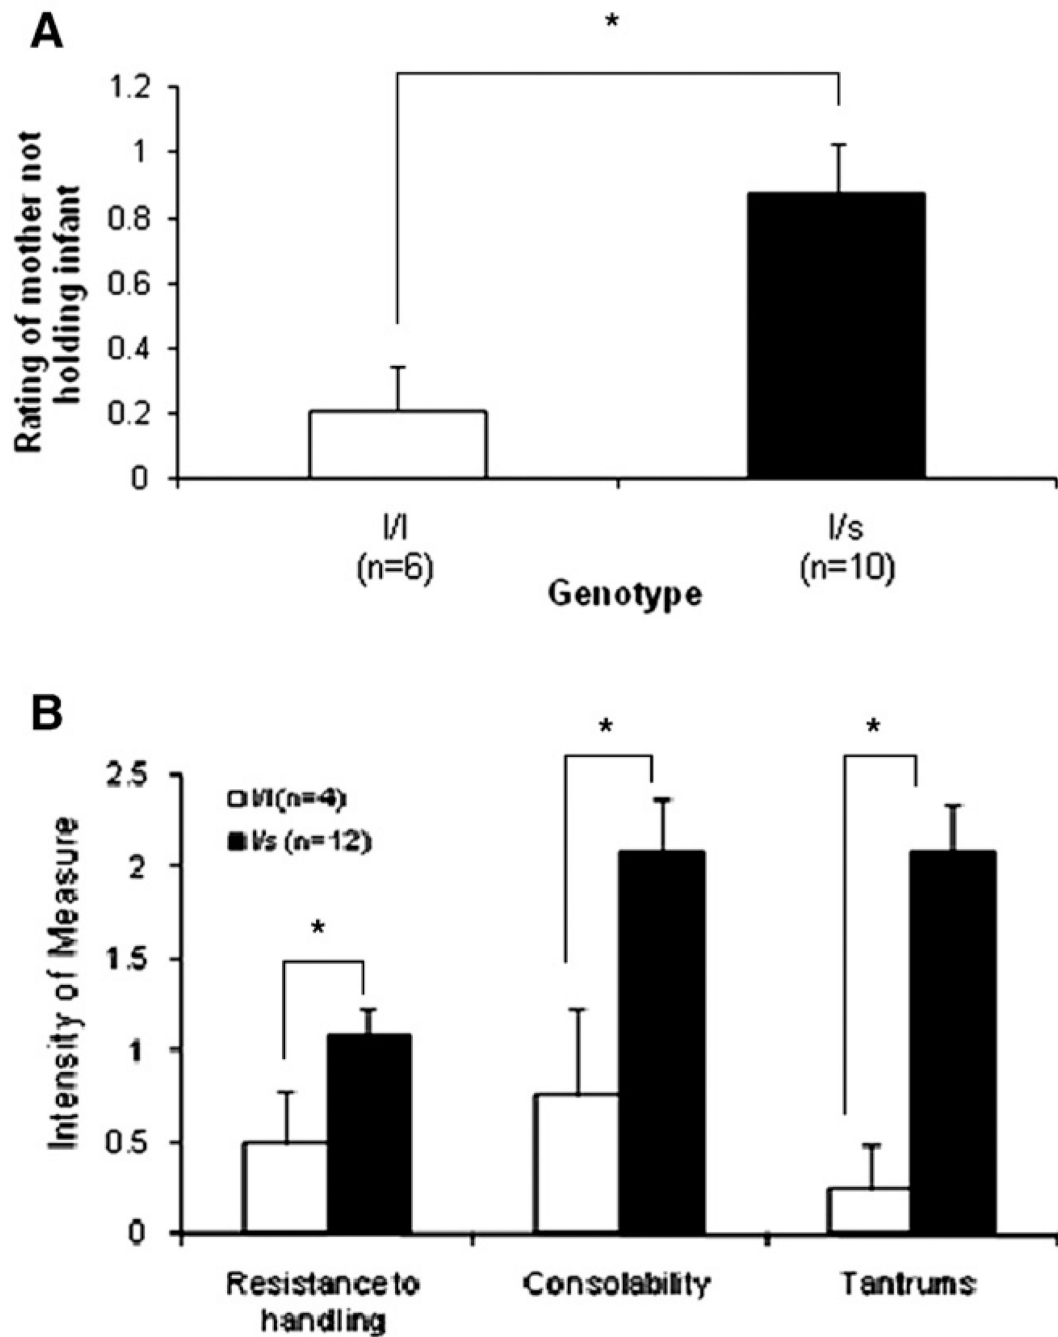 A
*
1.2
1
0.8
0.6
0.4
0.2
0
Rating of mother not
holding infant
l/l
(n=6)
l/s
(n=10)
Genotype
B
*
*
*
2.5
2
1.5
1
0.5
0
Intensity of Measure
l/l (n=4)
l/s (n=12)
Resistance to
handling
Consolability
Tantrums